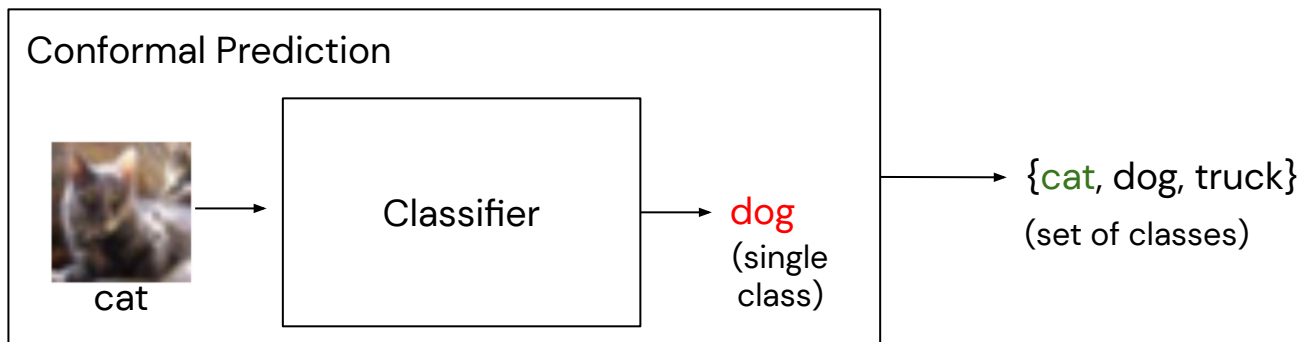 Conformal Prediction
cat
Classifier
dog
(single
class)
{cat, dog, truck}
(set of classes)